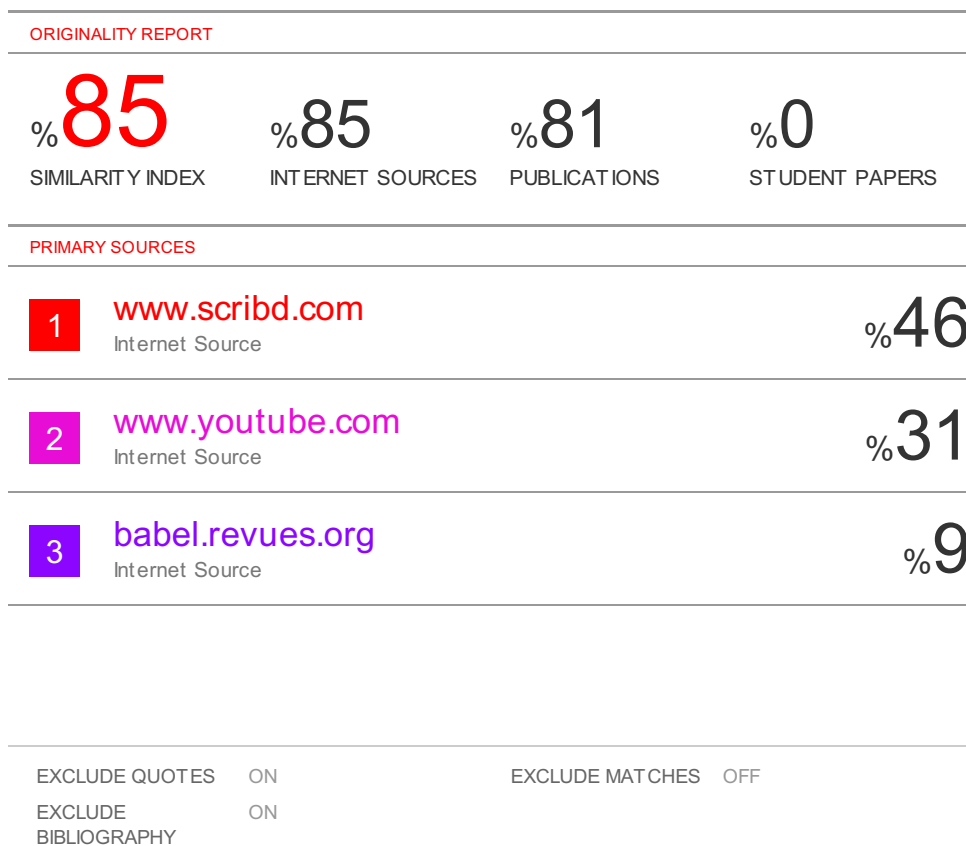 ORIGINALITY REPORT
%85 %85 %81 %0
SIMILARITY INDEX INTERNET SOURCES PUBLICATIONS STUDENT PAPERS
PRIMARY SOURCES
1 www.scribd.com %46
Internet Source
2 www.youtube.com %31
Internet Source
3 babel.revues.org %9
Internet Source
EXCLUDE QUOTES ON EXCLUDE MATCHES OFF
EXCLUDE ON
BIBLIOGRAPHY